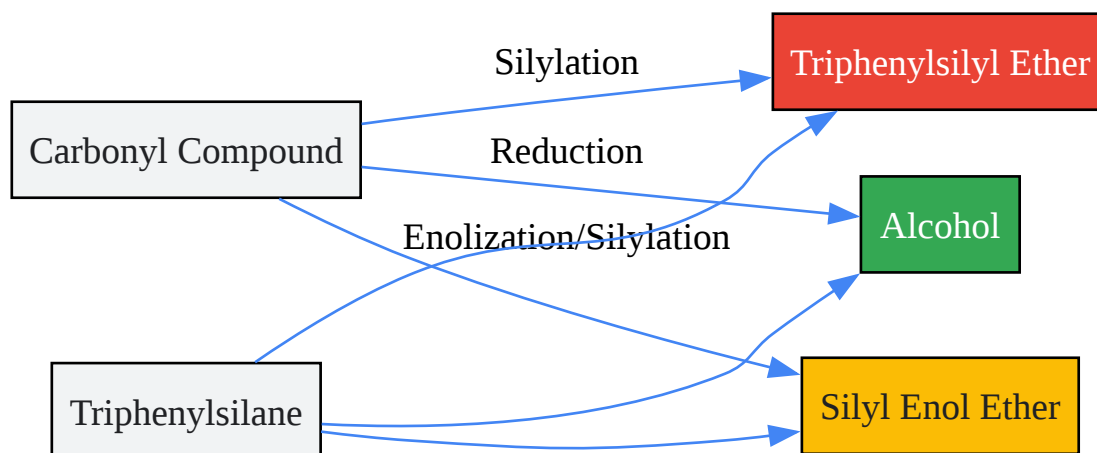 Silylation
Triphenylsilyl Ether
Carbonyl Compound
Reduction
Alcohol
Enolization/Silylation
Triphenylsilane
Silyl Enol Ether